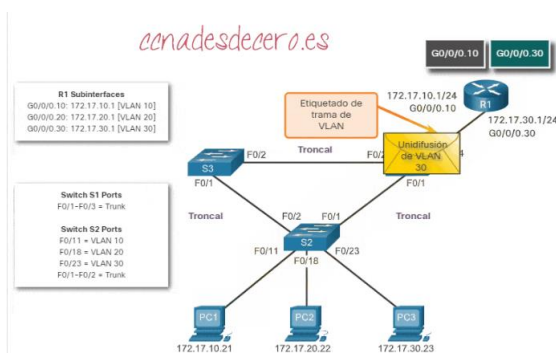 ccnadesdecero.es
G0/0/0.10
G0/0/0.30
R1 Subinterfaces
G0/0/0.10: 172.17.10.1 [VLAN 10]
G0/0/0.20: 172.17.20.1 [VLAN 20]
G0/0/0.30: 172.17.30.1 [VLAN 30]
Etiquetado de
trama de
VLAN
172.17.10.1/24
G0/0/0.10
R1
172.17.30.1/24
G0/0/0.30
Troncal
F0/2
S3
F0/1
F0/2
Unidifusión
de VLAN
30
4
F0/1
Switch S1 Ports
F0/1-F0/3 = Trunk
Switch S2 Ports
F0/11 = VLAN 10
F0/18 = VLAN 20
F0/23 = VLAN 30
F0/1-F0/2 = Trunk
Troncal
F0/2
F0/1
Troncal
S2
F0/11
F0/18
F0/23
PC1
PC2
PC3
172.17.10.21
172.17.20.22
172.17.30.23